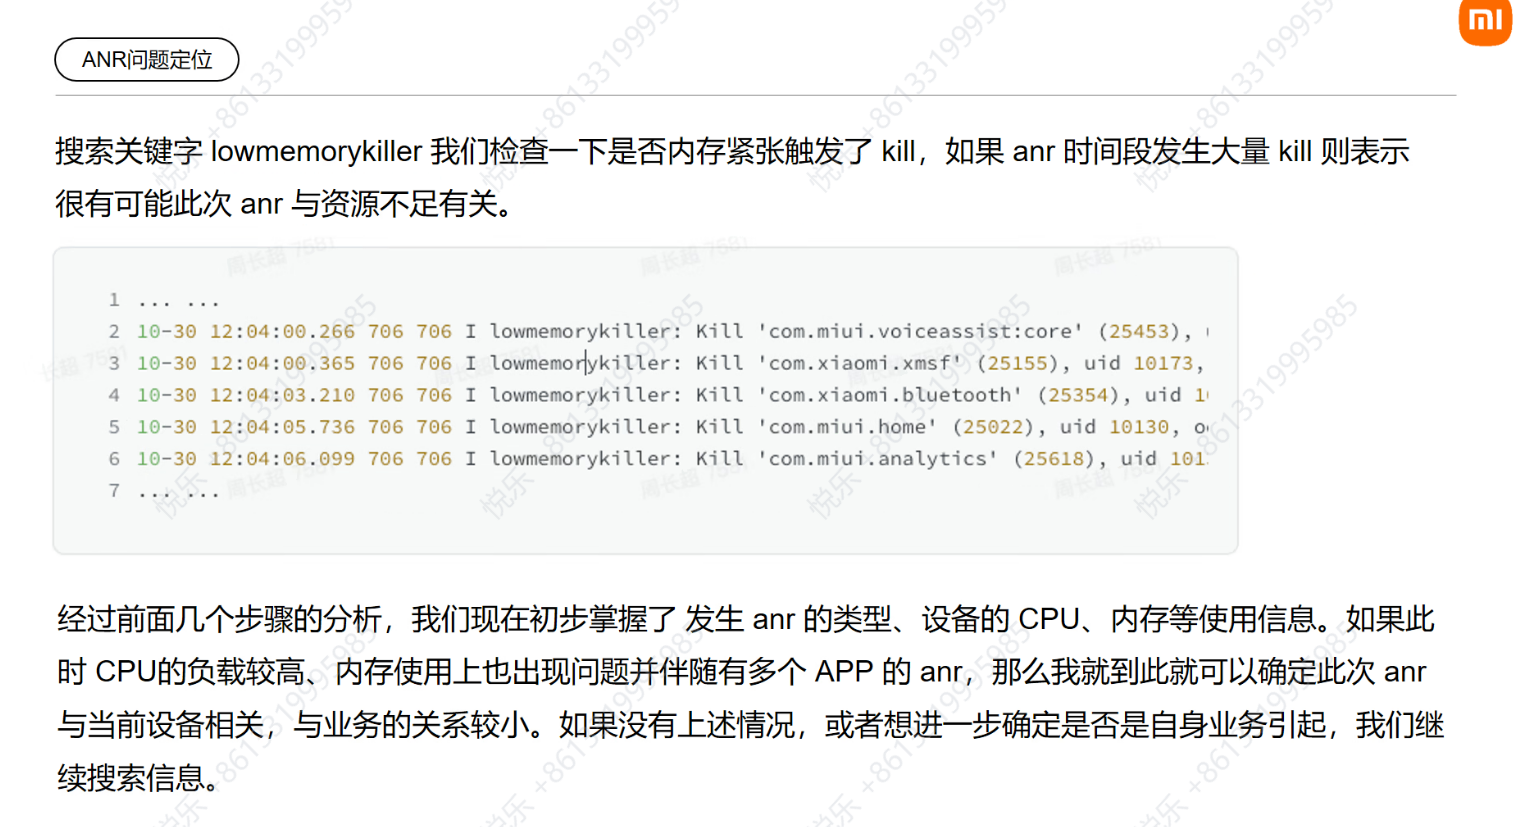 mi
ANR问题定位
搜索关键字 lowmemorykiller 我们检查一下是否内存紧张触发了 kill，如果 anr 时间段发生大量 kill 则表示
很有可能此次 anr 与资源不足有关。
1 ... ...
2 10-30 12:04:00.266 706 706 I lowmemorykiller: Kill 'com.miui.voiceassist:core' (25453),
3 10-30 12:04:00.365 706 706 I lowmemorykiller: Kill 'com.xiaomi.xmsf' (25155), uid 10173,
4 10-30 12:04:03.210 706 706 I lowmemorykiller: Kill 'com.xiaomi.bluetooth' (25354), uid
5 10-30 12:04:05.736 706 706 I lowmemorykiller: Kill 'com.miui.home' (25022), uid 10130,
6 10-30 12:04:06.099 706 706 I lowmemorykiller: Kill 'com.miui.analytics' (25618), uid 101
7 ... ...
经过前面几个步骤的分析，我们现在初步掌握了 发生 anr 的类型、设备的 CPU、内存等使用信息。如果此
时 CPU的负载较高、内存使用上也出现问题并伴随有多个 APP 的 anr，那么我就到此就可以确定此次 anr
与当前设备相关，与业务的关系较小。如果没有上述情况，或者想进一步确定是否是自身业务引起，我们继
续搜索信息。
悦乐 +8613319995985
周长超 7581